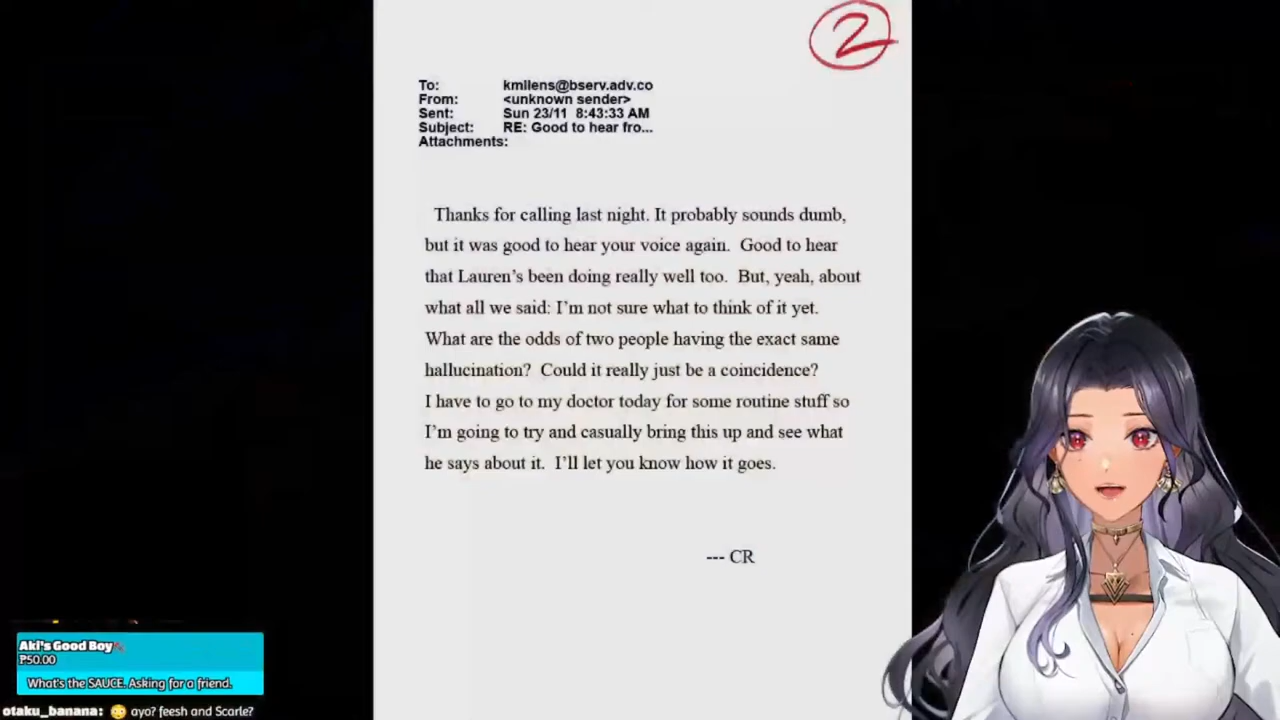 2
To: kmilens@bserv.adv.co
From: <unknown sender>
Sent: Sun 23/11 8:43:33 AM
Subject: RE: Good to hear fro...
Attachments:
Thanks for calling last night. It probably sounds dumb,
but it was good to hear your voice again. Good to hear
that Lauren's been doing really well too. But, yeah, about
what all we said: I'm not sure what to think of it yet.
What are the odds of two people having the exact same
hallucination? Could it really just be a coincidence?
I have to go to my doctor today for some routine stuff so
I'm going to try and casually bring this up and see what
he says about it. I'll let you know how it goes.
--- CR
Aki's Good Boy
₱50.00
What's the SAUCE. Asking for a friend.
otaku_banana: 😳 ayo? feesh and Scarle?